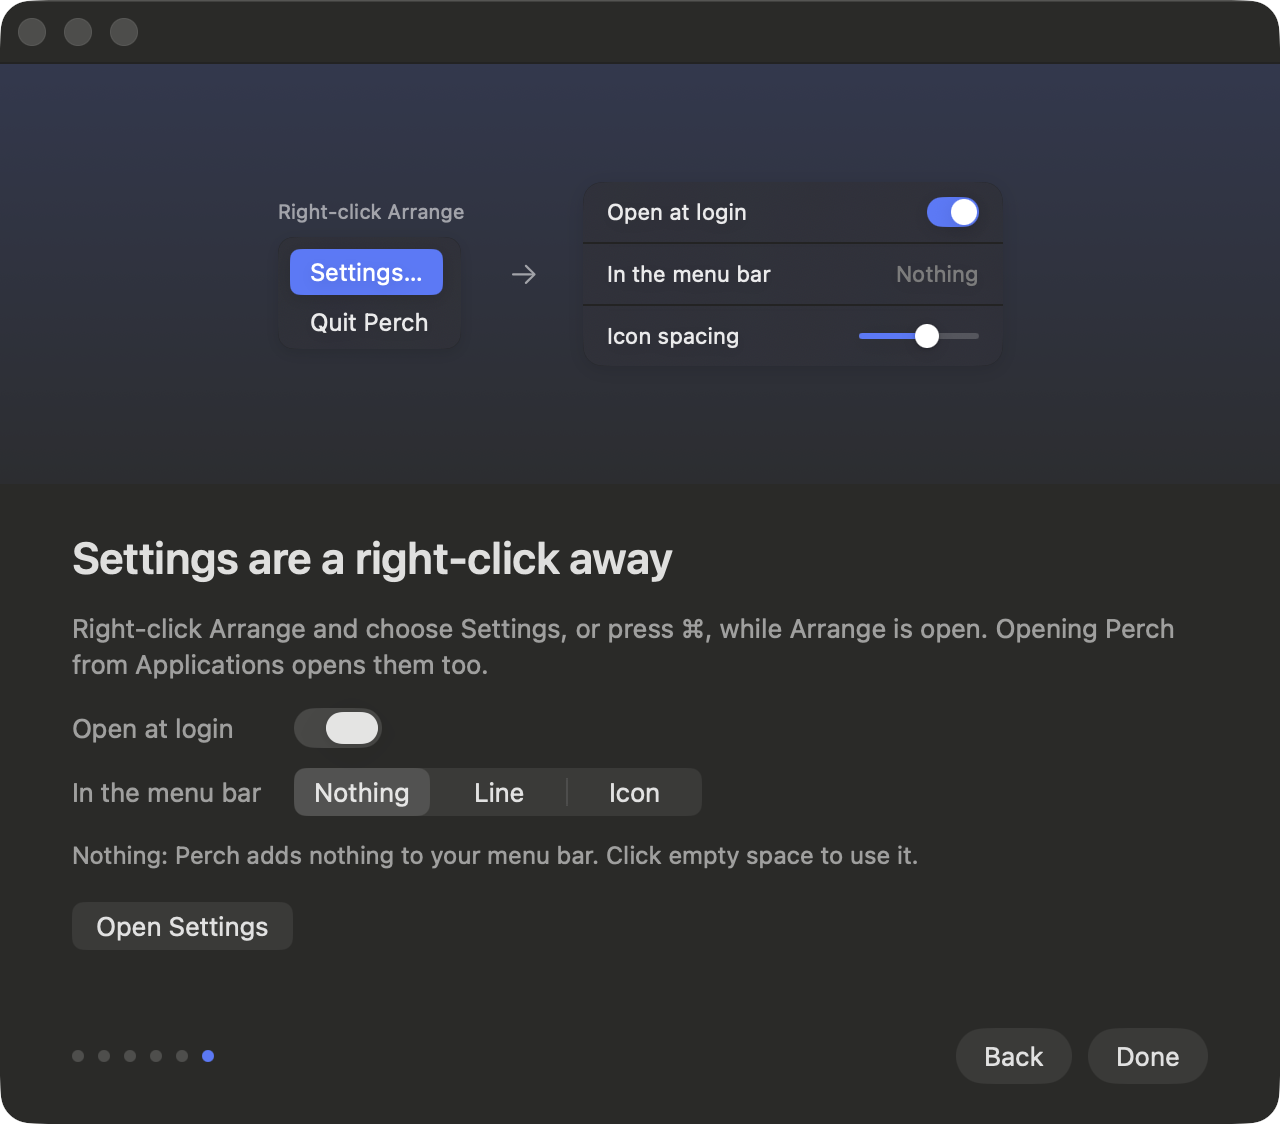 Right-click Arrange
Settings...
Quit Perch
→
Open at login
In the menu bar Nothing
Icon spacing
Settings are a right-click away
Right-click Arrange and choose Settings, or press ⌘, while Arrange is open. Opening Perch
from Applications opens them too.
Open at login
In the menu bar Nothing Line Icon
Nothing: Perch adds nothing to your menu bar. Click empty space to use it.
Open Settings
Back Done